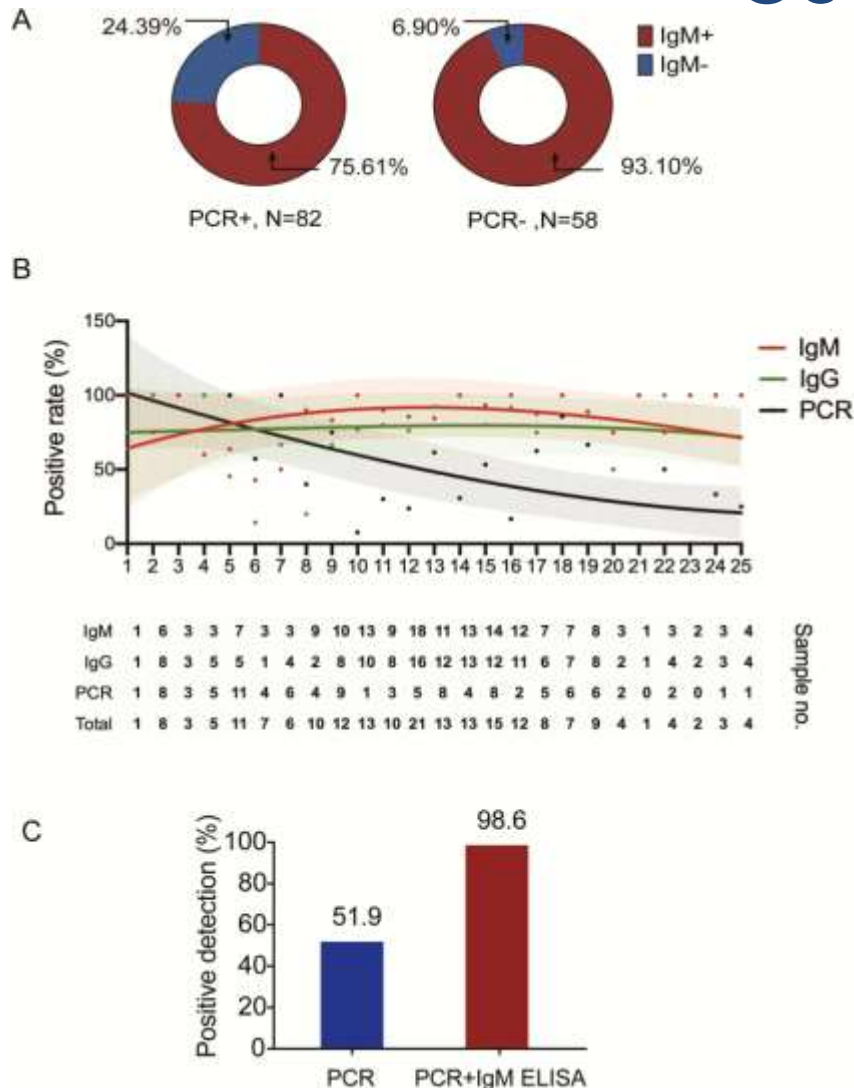 A
24.39%
6.90%
IgM+
IgM-
75.61%
93.10%
PCR+, N=82
PCR- ,N=58
B
Positive rate (%)
150
100
50
0
IgM
IgG
PCR
1 2 3 4 5 6 7 8 9 10 11 12 13 14 15 16 17 18 19 20 21 22 23 24 25
IgM 1 6 3 3 7 3 3 9 10 13 9 18 11 13 14 12 7 7 8 3 1 3 2 3 4
IgG 1 8 3 5 5 1 4 2 8 10 8 16 12 13 12 11 6 7 8 2 1 4 2 3 4
PCR 1 8 3 5 11 4 6 4 9 1 3 5 8 4 8 2 5 6 6 2 0 2 0 1 1
Total 1 8 3 5 11 7 6 10 12 13 10 21 13 13 15 12 8 7 9 4 1 4 2 3 4
Sample no.
C
Positive detection (%)
100
80
60
40
20
0
51.9
98.6
PCR
PCR+IgM ELISA